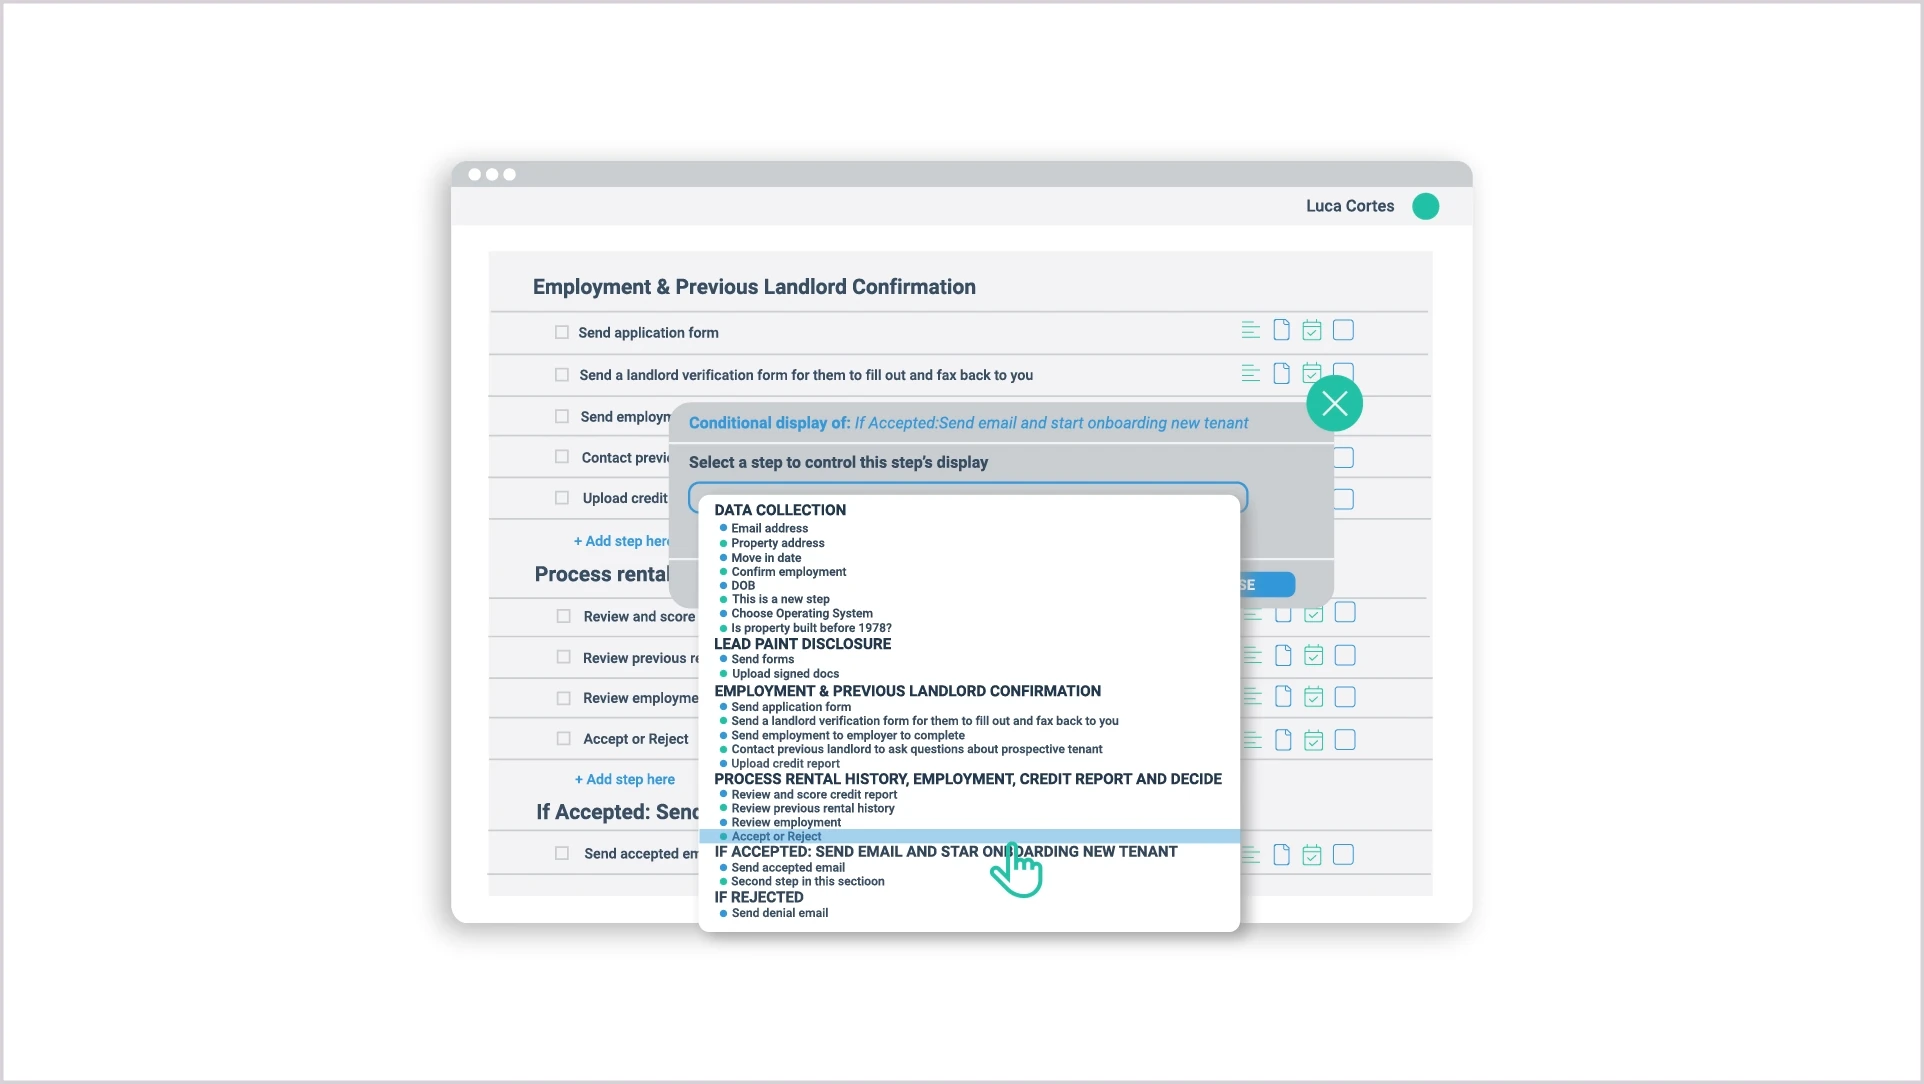 Luca Cortes
Employment & Previous Landlord Confirmation
Send application form
Send a landlord verification form for them to fill out and fax back to you
Send employm
Conditional display of: If Accepted:Send email and start onboarding new tenant
Contact previ
Select a step to control this step's display
Upload credit
DATA COLLECTION
Email address
+ Add step here
Property address
Move in date
Process rental
Confirm employment
DOB
SE
This is a new step
Choose Operating System
Review and score
Is property built before 1978?
LEAD PAINT DISCLOSURE
Review previous re
Send forms
Upload signed docs
EMPLOYMENT & PREVIOUS LANDLORD CONFIRMATION
Review employme
Send application form
Send a landlord verification form for them to fill out and fax back to you
Send employment to employer to complete
Accept or Reject
Contact previous landlord to ask questions about prospective tenant
Upload credit report
+ Add step here
PROCESS RENTAL HISTORY, EMPLOYMENT, CREDIT REPORT AND DECIDE
Review and score credit report
If Accepted: Send
Review previous rental history
Review employment
Accept or Reject
IF ACCEPTED: SEND EMAIL AND STAR ONBOARDING NEW TENANT
Send accepted em
Send accepted email
Second step in this sectioon
IF REJECTED
Send denial email